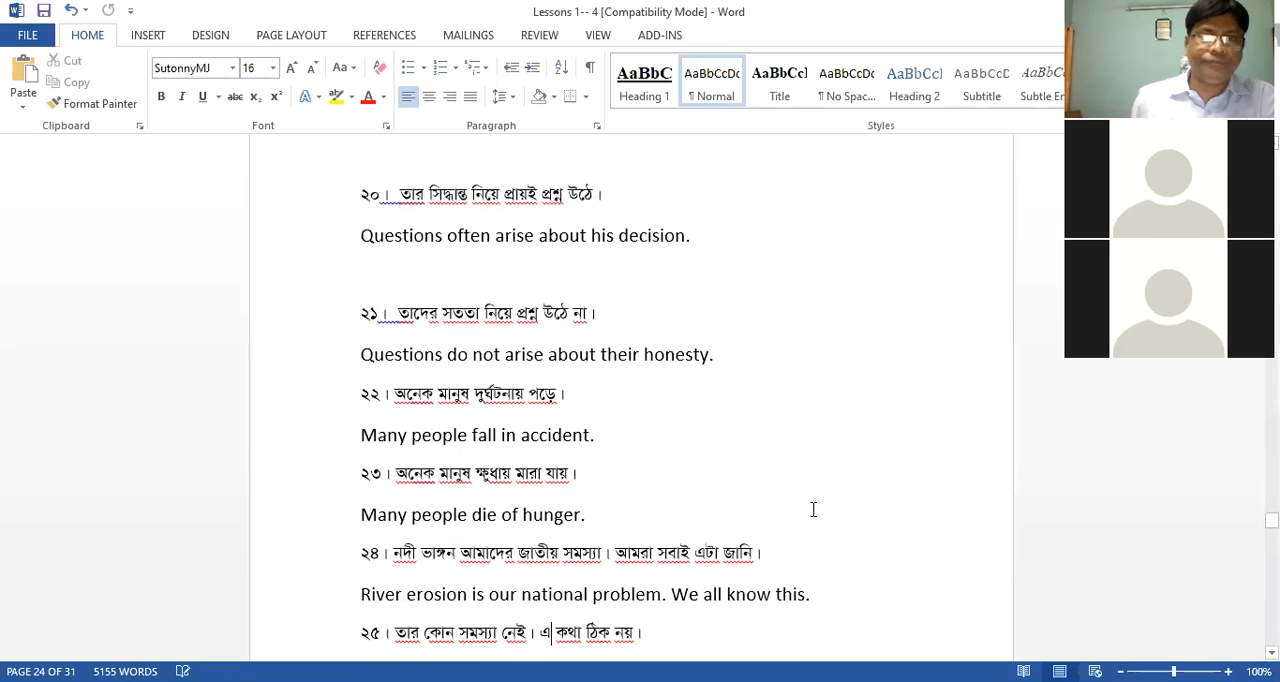 Lessons 1-- 4 [Compatibility Mode] - Word
FILE HOME INSERT DESIGN PAGE LAYOUT REFERENCES MAILINGS REVIEW VIEW ADD-INS
Paste Cut Copy Format Painter
SutonnyMJ 16
AaBbC AaBbCcDc AaBbCc] AaBbCcDc AaBbCc] AaBbCcD AaBbCcDc
Heading 1 ¶ Normal Title ¶ No Spac... Heading 2 Subtitle Subtle En
Clipboard Font Paragraph Styles
২০। তার সিদ্ধান্ত নিয়ে প্রায়ই প্রশ্ন উঠে।
Questions often arise about his decision.
২১। তাদের সততা নিয়ে প্রশ্ন উঠে না।
Questions do not arise about their honesty.
২২। অনেক মানুষ দুর্ঘটনায় পড়ে।
Many people fall in accident.
২৩। অনেক মানুষ ক্ষুধায় মারা যায়।
Many people die of hunger.
২৪। নদী ভাঙ্গন আমাদের জাতীয় সমস্যা। আমরা সবাই এটা জানি।
River erosion is our national problem. We all know this.
২৫। তার কোন সমস্যা নেই। এ কথা ঠিক নয়।
PAGE 24 OF 31 5155 WORDS 100%